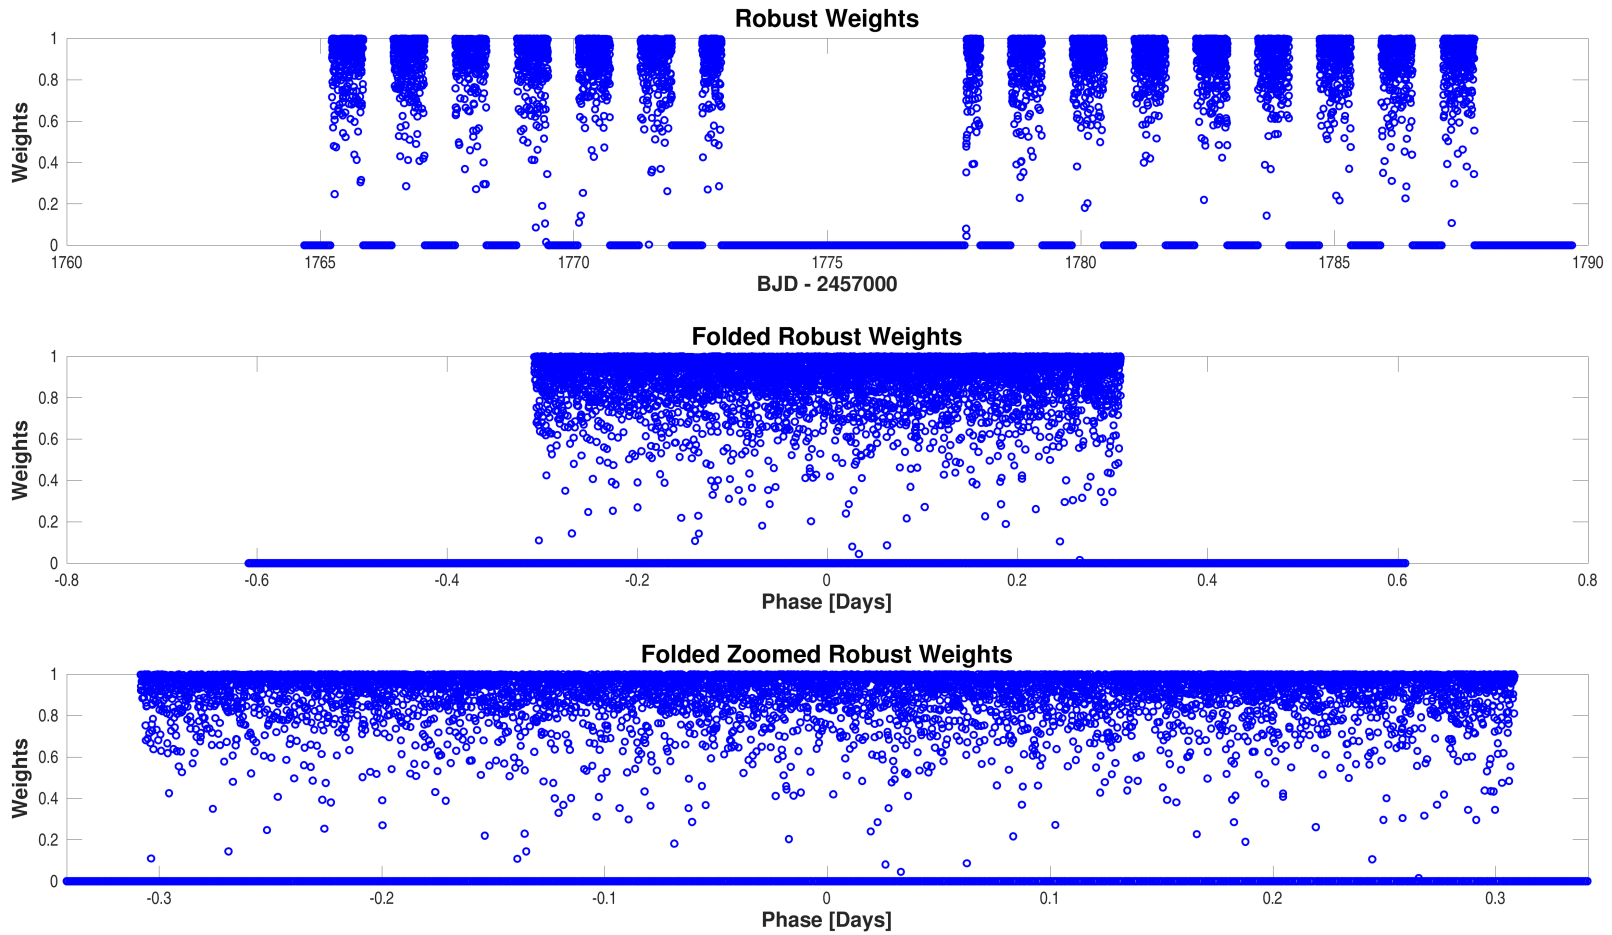 Robust Weights
Weights
1
0.8
0.6
0.4
0.2
0
1760 1765 1770 1775 1780 1785 1790
BJD - 2457000
Folded Robust Weights
Weights
1
0.8
0.6
0.4
0.2
0
-0.8 -0.6 -0.4 -0.2 0 0.2 0.4 0.6 0.8
Phase [Days]
Folded Zoomed Robust Weights
Weights
1
0.8
0.6
0.4
0.2
0
-0.3 -0.2 -0.1 0 0.1 0.2 0.3
Phase [Days]